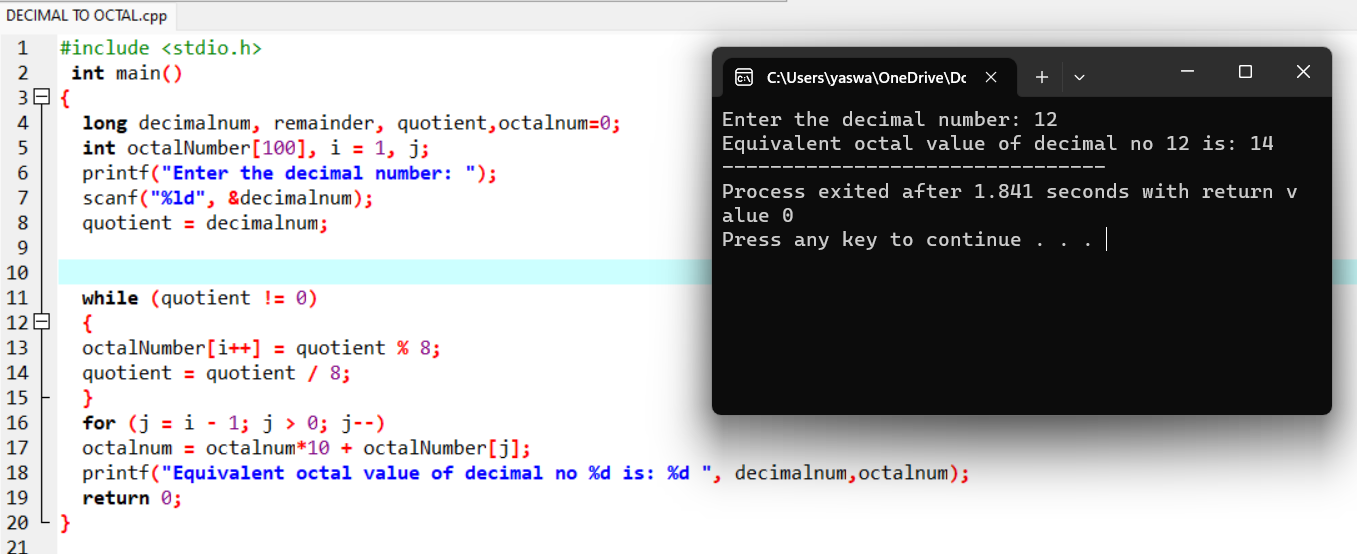 DECIMAL TO OCTAL.cpp
1 #include <stdio.h>
2 int main()
3 {
4 long decimalnum, remainder, quotient,octalnum=0;
5 int octalNumber[100], i = 1, j;
6 printf("Enter the decimal number: ");
7 scanf("%ld", &decimalnum);
8 quotient = decimalnum;
9
10
11 while (quotient != 0)
12 {
13 octalNumber[i++] = quotient % 8;
14 quotient = quotient / 8;
15 }
16 for (j = i - 1; j > 0; j--)
17 octalnum = octalnum*10 + octalNumber[j];
18 printf("Equivalent octal value of decimal no %d is: %d ", decimalnum,octalnum);
19 return 0;
20 }
21
C:\Users\yaswa\OneDrive\Dc
Enter the decimal number: 12
Equivalent octal value of decimal no 12 is: 14
--------------------------------
Process exited after 1.841 seconds with return v
alue 0
Press any key to continue . . .